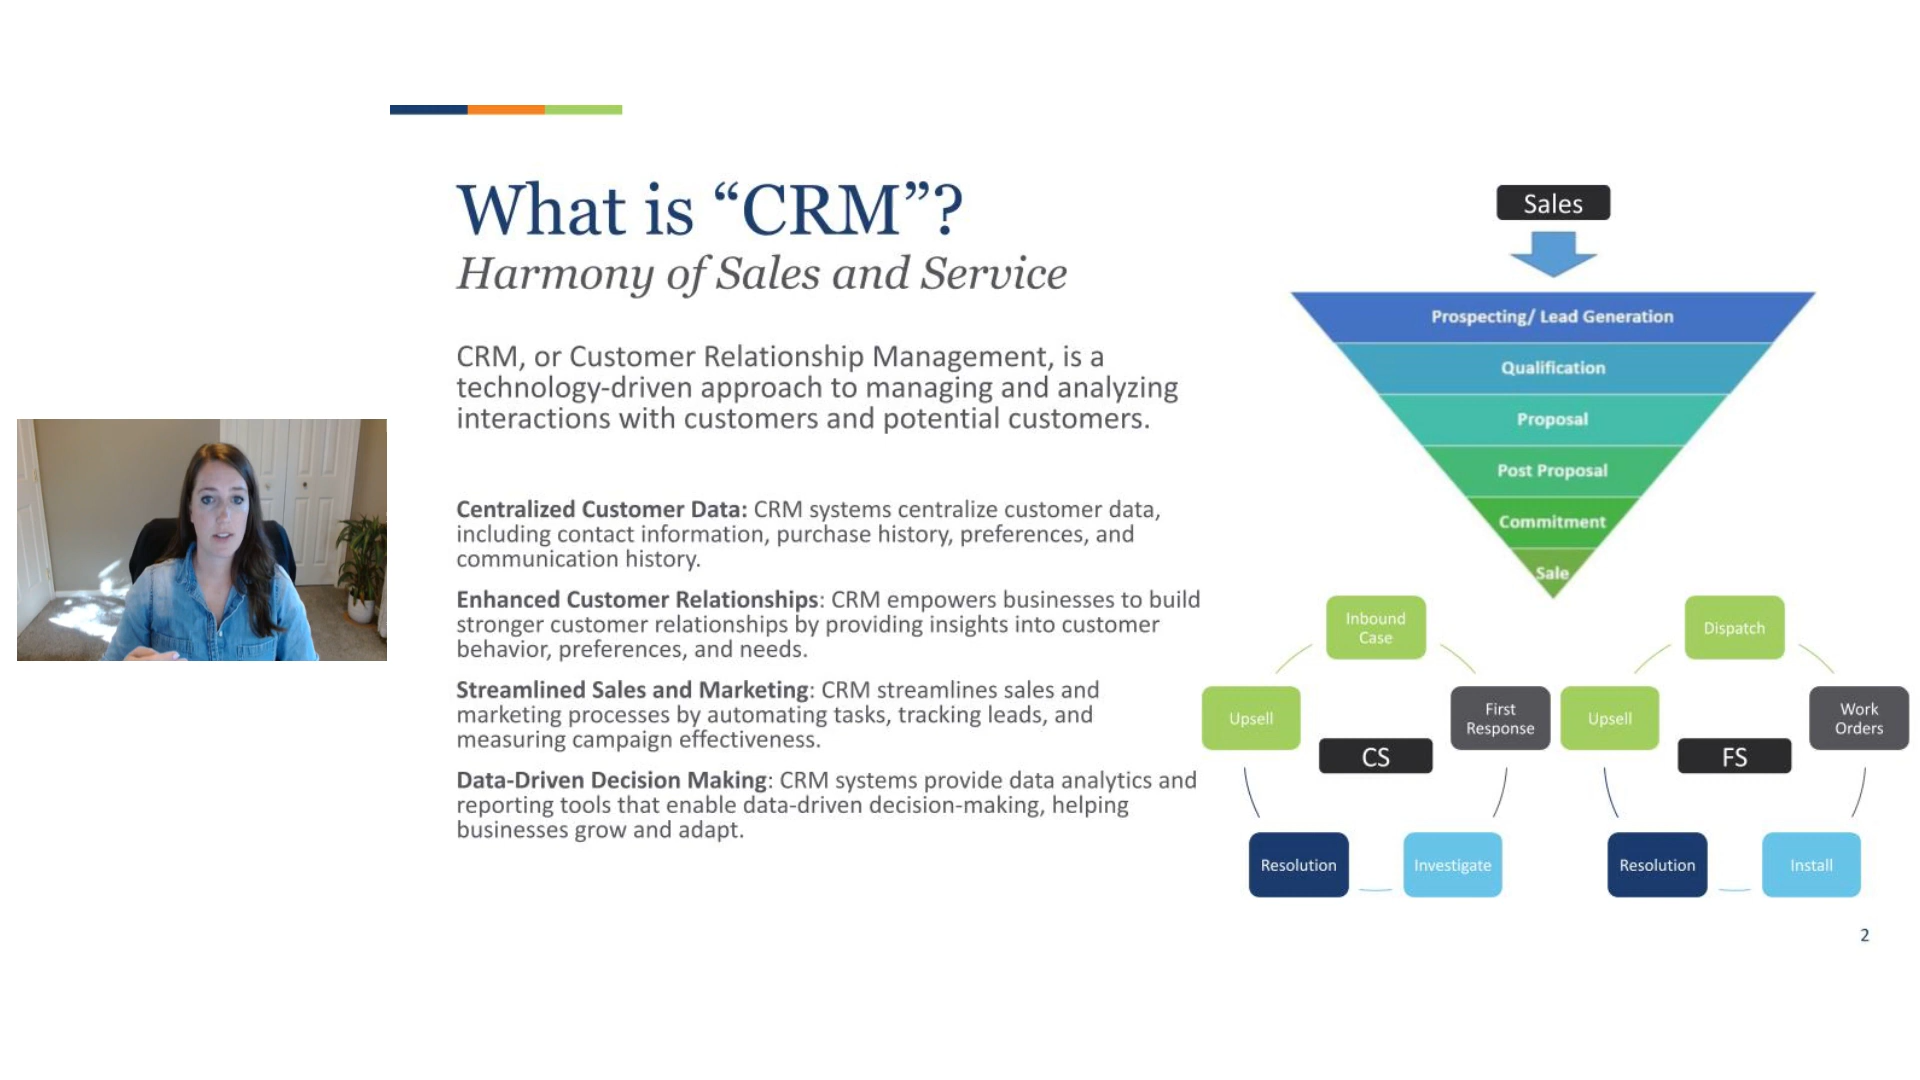 What is “CRM”?
Harmony of Sales and Service
CRM, or Customer Relationship Management, is a
technology-driven approach to managing and analyzing
interactions with customers and potential customers.
Centralized Customer Data: CRM systems centralize customer data,
including contact information, purchase history, preferences, and
communication history.
Enhanced Customer Relationships: CRM empowers businesses to build
stronger customer relationships by providing insights into customer
behavior, preferences, and needs.
Streamlined Sales and Marketing: CRM streamlines sales and
marketing processes by automating tasks, tracking leads, and
measuring campaign effectiveness.
Data-Driven Decision Making: CRM systems provide data analytics and
reporting tools that enable data-driven decision-making, helping
businesses grow and adapt.
Sales
Prospecting/ Lead Generation
Qualification
Proposal
Post Proposal
Commitment
Sale
Inbound
Case
First
Response
Investigate
Resolution
Upsell
CS
Dispatch
Work
Orders
Install
Resolution
Upsell
FS
2